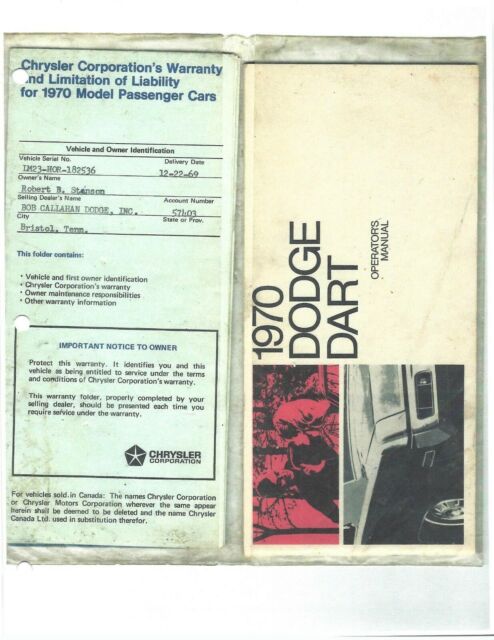 Chrysler Corporation's Warranty
and Limitation of Liability
for 1970 Model Passenger Cars
Vehicle and Owner Identification
Vehicle Serial No. Delivery Date
LM23-HOR-182536 12-22-69
Owner's Name
Robert B. Stanson
Selling Dealer's Name Account Number
BOB CALLAHAN DODGE, INC. 57103
City State or Prov.
Bristol, Tenn.
This folder contains:
• Vehicle and first owner identification
• Chrysler Corporation's warranty
• Owner maintenance responsibilities
• Other warranty information
IMPORTANT NOTICE TO OWNER
Protect this warranty. It identifies you and this
vehicle as being entitled to service under the terms
and conditions of Chrysler Corporation's warranty.
This warranty folder, properly completed by your
selling dealer, should be presented each time you
require service under the warranty.
CHRYSLER
CORPORATION
For vehicles sold in Canada: The names Chrysler Corporation
or Chrysler Motors Corporation wherever the same appear
herein shall be deemed to be deleted and the name Chrysler
Canada Ltd. used in substitution therefor.
1970
DODGE
DART
OPERATOR'S
MANUAL